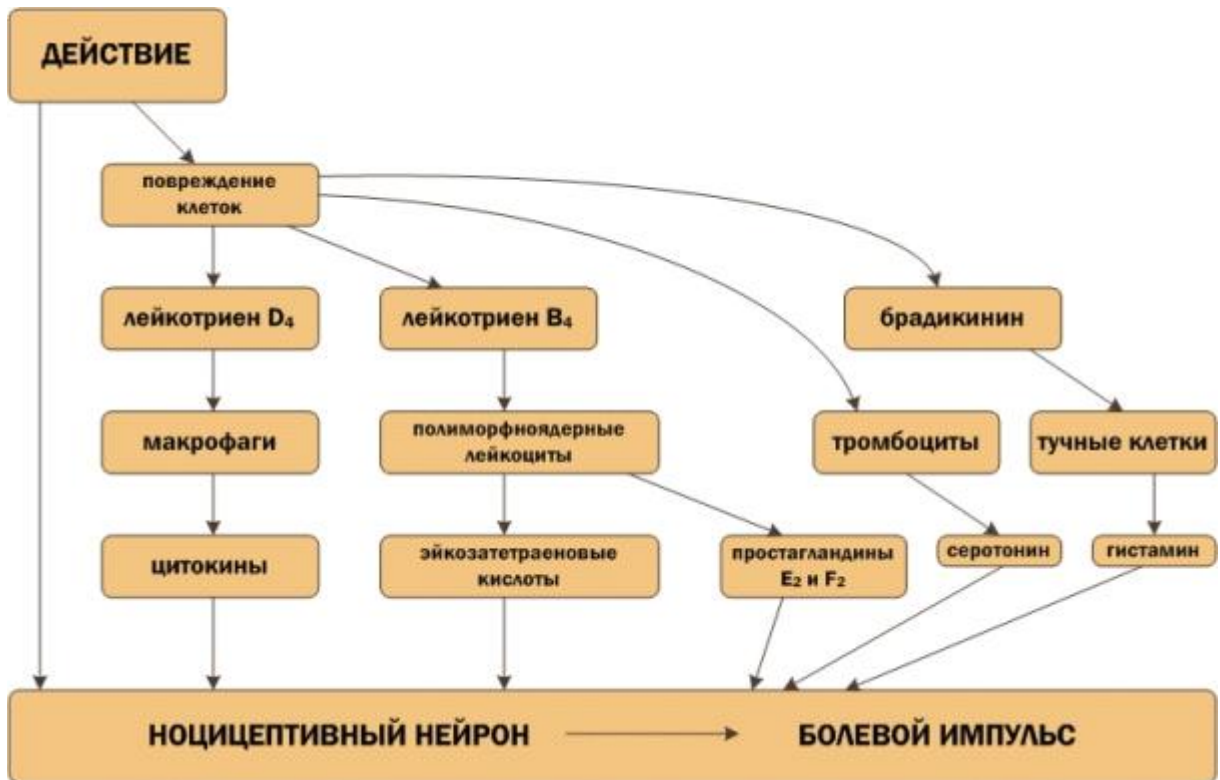 ДЕЙСТВИЕ
повреждение
клеток
лейкотриен D₄
лейкотриен B₄
брадикинин
макрофаги
полиморфноядерные
лейкоциты
тромбоциты
тучные клетки
цитокины
эйкозатетраеновые
кислоты
простагландины
E₂ и F₂
серотонин
гистамин
НОЦИЦЕПТИВНЫЙ НЕЙРОН
БОЛЕВОЙ ИМПУЛЬС